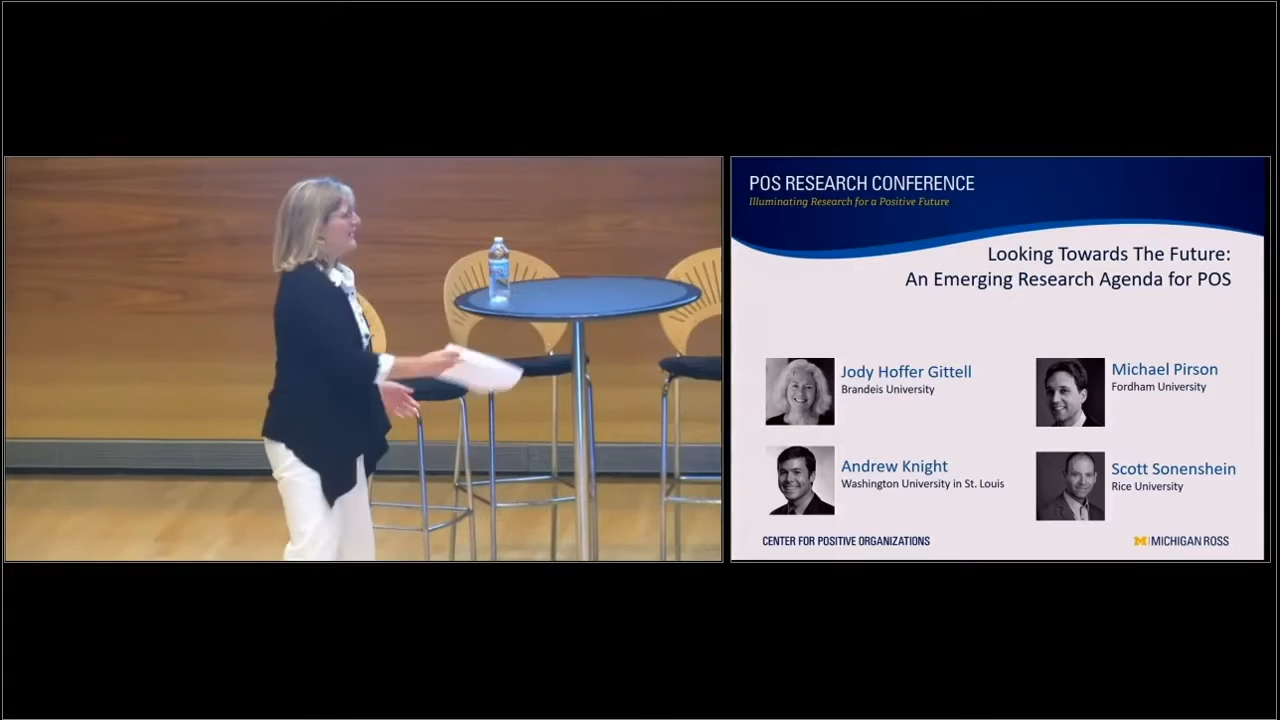 POS RESEARCH CONFERENCE
Illuminating Research for a Positive Future
Looking Towards The Future:
An Emerging Research Agenda for POS
Jody Hoffer Gittell
Brandeis University
Michael Pirson
Fordham University
Andrew Knight
Washington University in St. Louis
Scott Sonenshein
Rice University
CENTER FOR POSITIVE ORGANIZATIONS
M MICHIGAN ROSS